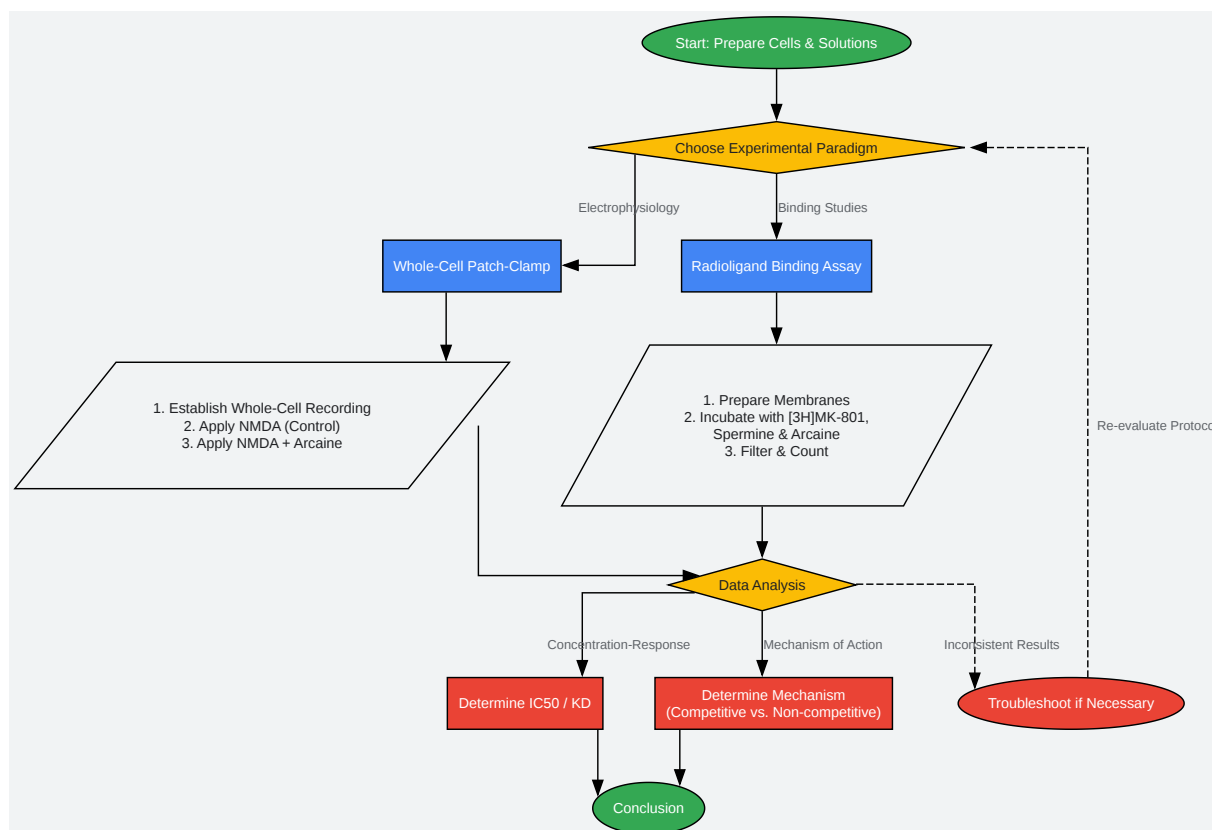 Start: Prepare Cells & Solutions
Choose Experimental Paradigm
Electrophysiology
Binding Studies
Whole-Cell Patch-Clamp
Radioligand Binding Assay
1. Establish Whole-Cell Recording
2. Apply NMDA (Control)
3. Apply NMDA + Arcaine
1. Prepare Membranes
2. Incubate with [3H]MK-801,
Spermine & Arcaine
3. Filter & Count
Re-evaluate Protoco
Data Analysis
Concentration-Response
Mechanism of Action
Inconsistent Results
Determine IC50 / KD
Determine Mechanism
(Competitive vs. Non-competitive)
Troubleshoot if Necessary
Conclusion